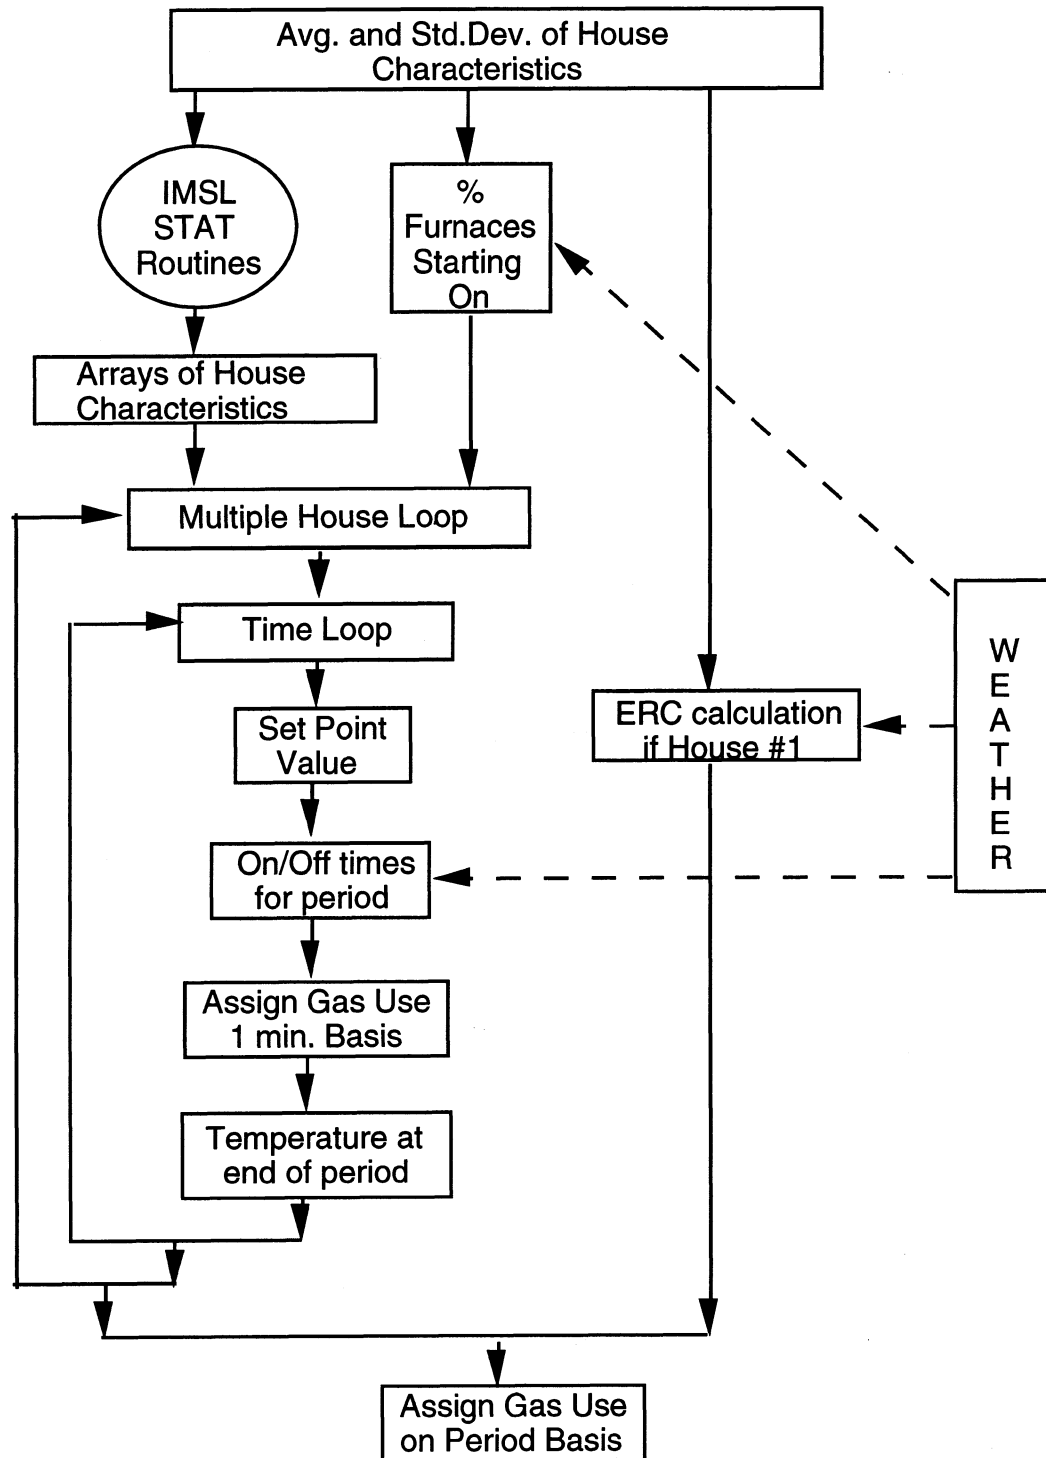 Avg. and Std.Dev. of House
Characteristics
IMSL
STAT
Routines
%
Furnaces
Starting
On
Arrays of House
Characteristics
Multiple House Loop
Time Loop
Set Point
Value
ERC calculation
if House #1
W
E
A
T
H
E
R
On/Off times
for period
Assign Gas Use
1 min. Basis
Temperature at
end of period
Assign Gas Use
on Period Basis